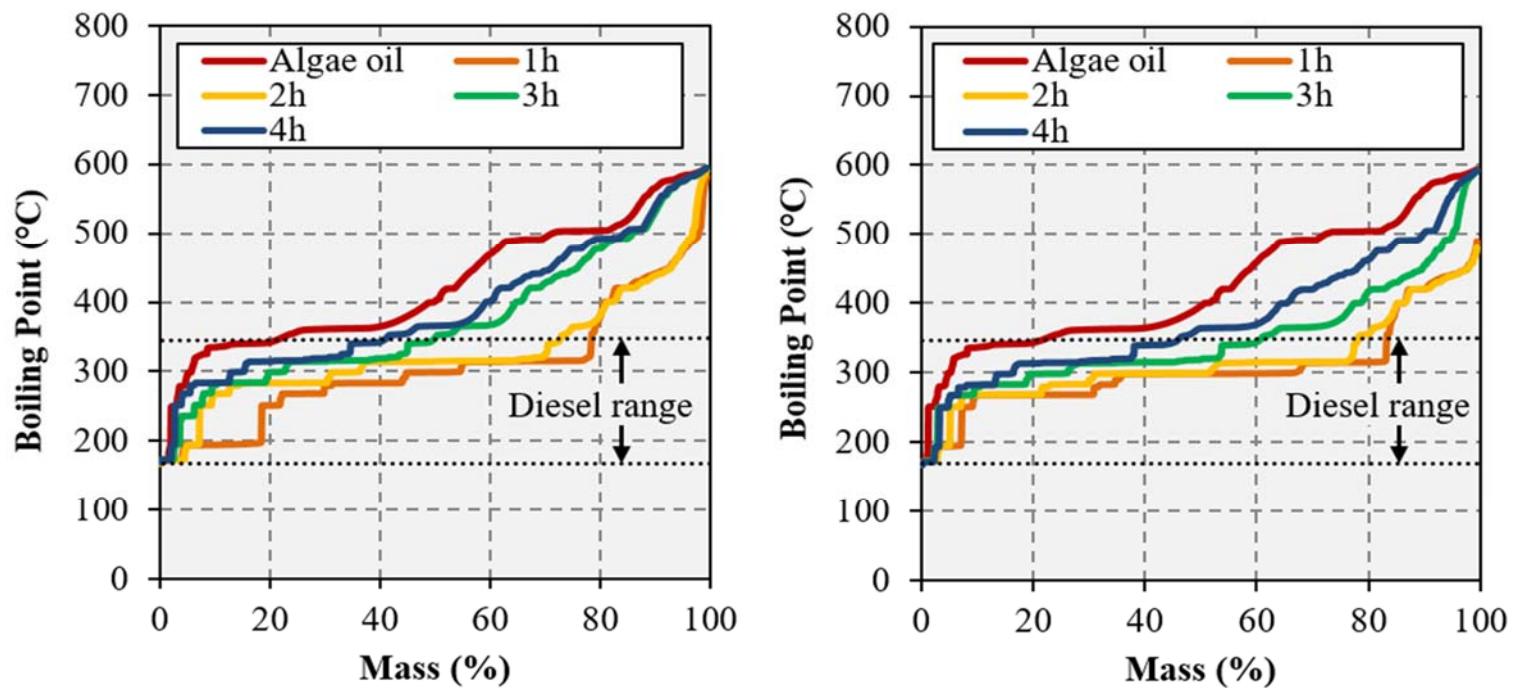 800
700
600
500
400
300
200
100
0
Boiling Point (°C)
Algae oil 1h
2h 3h
4h
Diesel range
0 20 40 60 80 100
Mass (%)
800
700
600
500
400
300
200
100
0
Boiling Point (°C)
Algae oil 1h
2h 3h
4h
Diesel range
0 20 40 60 80 100
Mass (%)